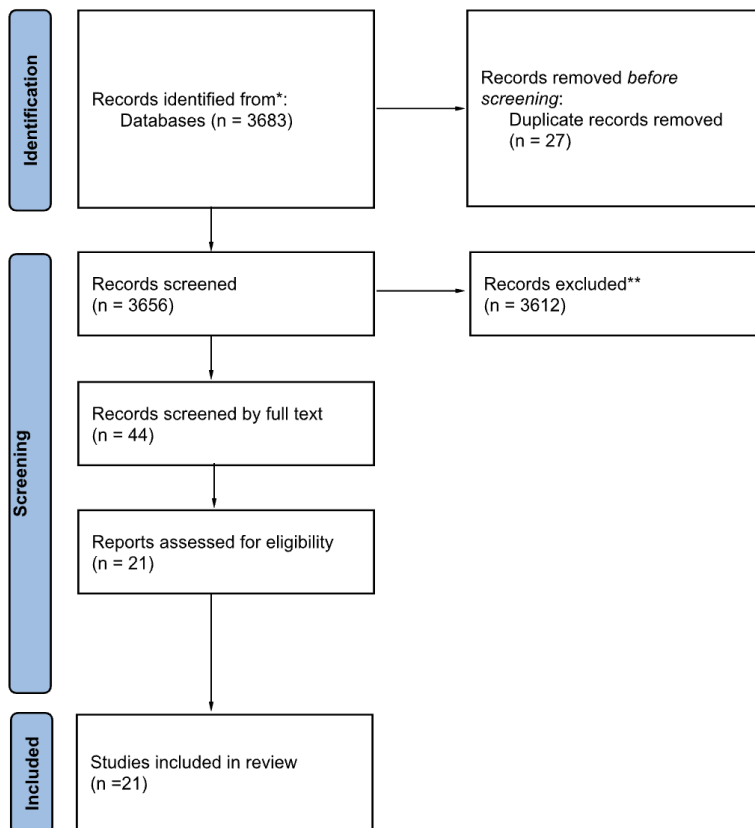 Identification
Records identified from*:
Databases (n = 3683)
Records removed before
screening:
Duplicate records removed
(n = 27)
Screening
Records screened
(n = 3656)
Records excluded**
(n = 3612)
Records screened by full text
(n = 44)
Reports assessed for eligibility
(n = 21)
Included
Studies included in review
(n =21)